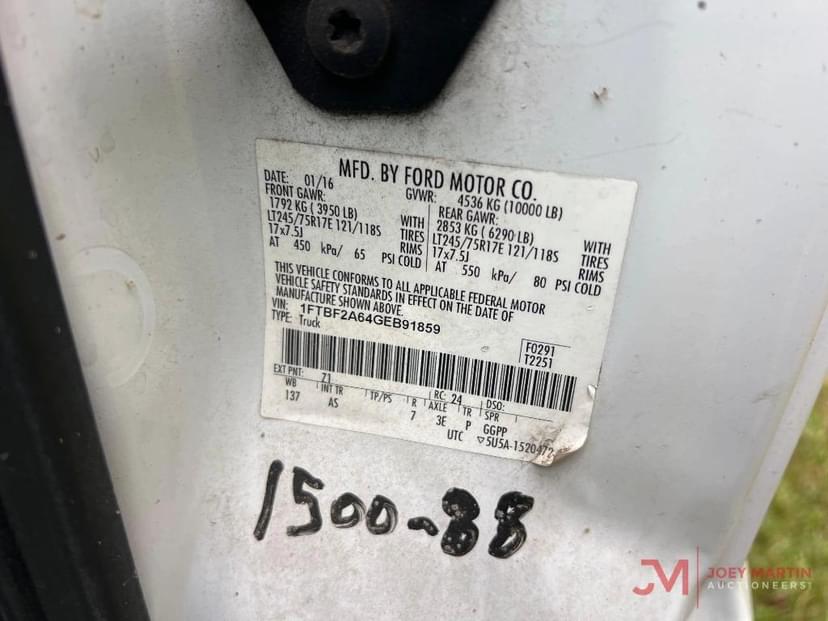 MFD. BY FORD MOTOR CO.
DATE: 01/16 GVWR: 4536 KG (10000 LB)
FRONT GAWR: REAR GAWR:
1792 KG ( 3950 LB) WITH 2853 KG ( 6290 LB) WITH
LT245/75R17E 121/118S TIRES LT245/75R17E 121/118S TIRES
17x7.5J RIMS 17x7.5J RIMS
AT 450 kPa/ 65 PSI COLD AT 550 kPa/ 80 PSI COLD
THIS VEHICLE CONFORMS TO ALL APPLICABLE FEDERAL MOTOR
VEHICLE SAFETY STANDARDS IN EFFECT ON THE DATE OF
MANUFACTURE SHOWN ABOVE.
VIN: 1FTBF2A64GEB91859
TYPE: Truck
F0291
T2251
EXT PNT: Z1 RC: 24 DSO:
WB INT TR TP/PS R AXLE TR SPR
137 AS 7 3E P GGPP
UTC ▽5U5A-1520472-
1500-88
JM JOEY MARTIN
AUCTIONEERS